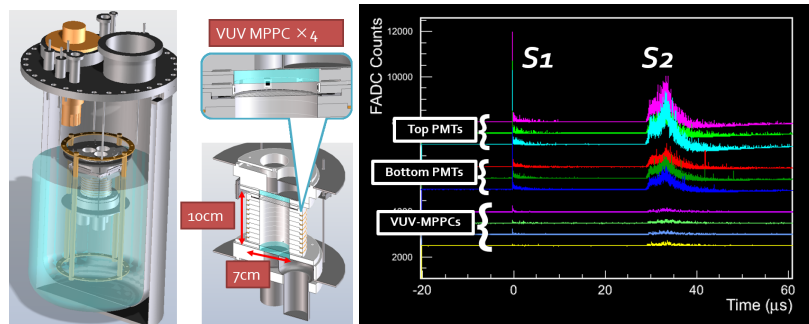 VUV MPPC ×4
10cm
7cm
FADC Counts
12000
10000
4000
2000
S1
S2
Top PMTs
Bottom PMTs
VUV-MPPCs
-20
0
20
40
60
Time (μs)